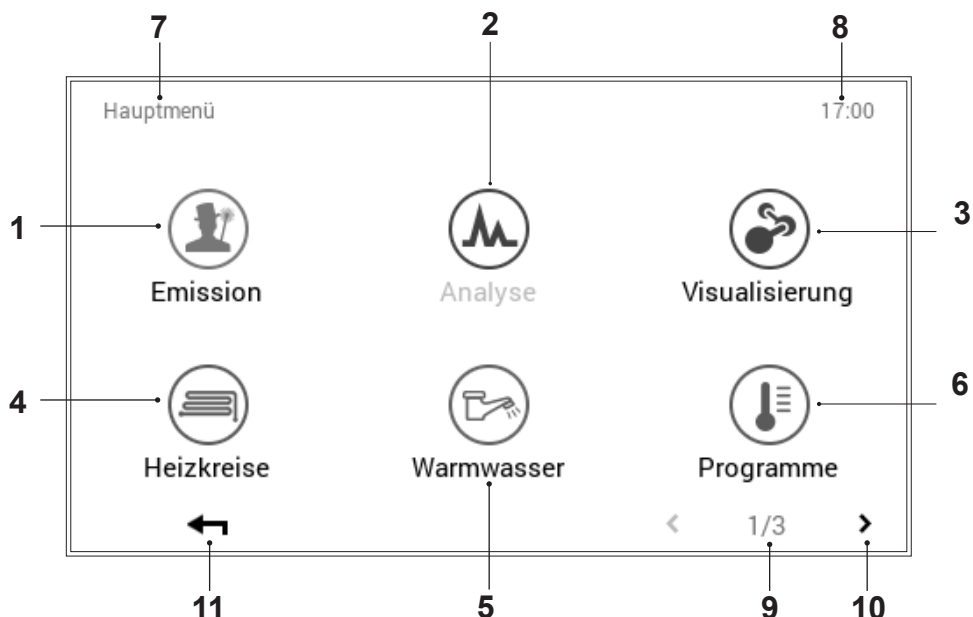 7 2 8
Hauptmenü 17:00
1 3
Emission Analyse Visualisierung
4 6
Heizkreise Warmwasser Programme
< 1/3 >
11 5 9 10